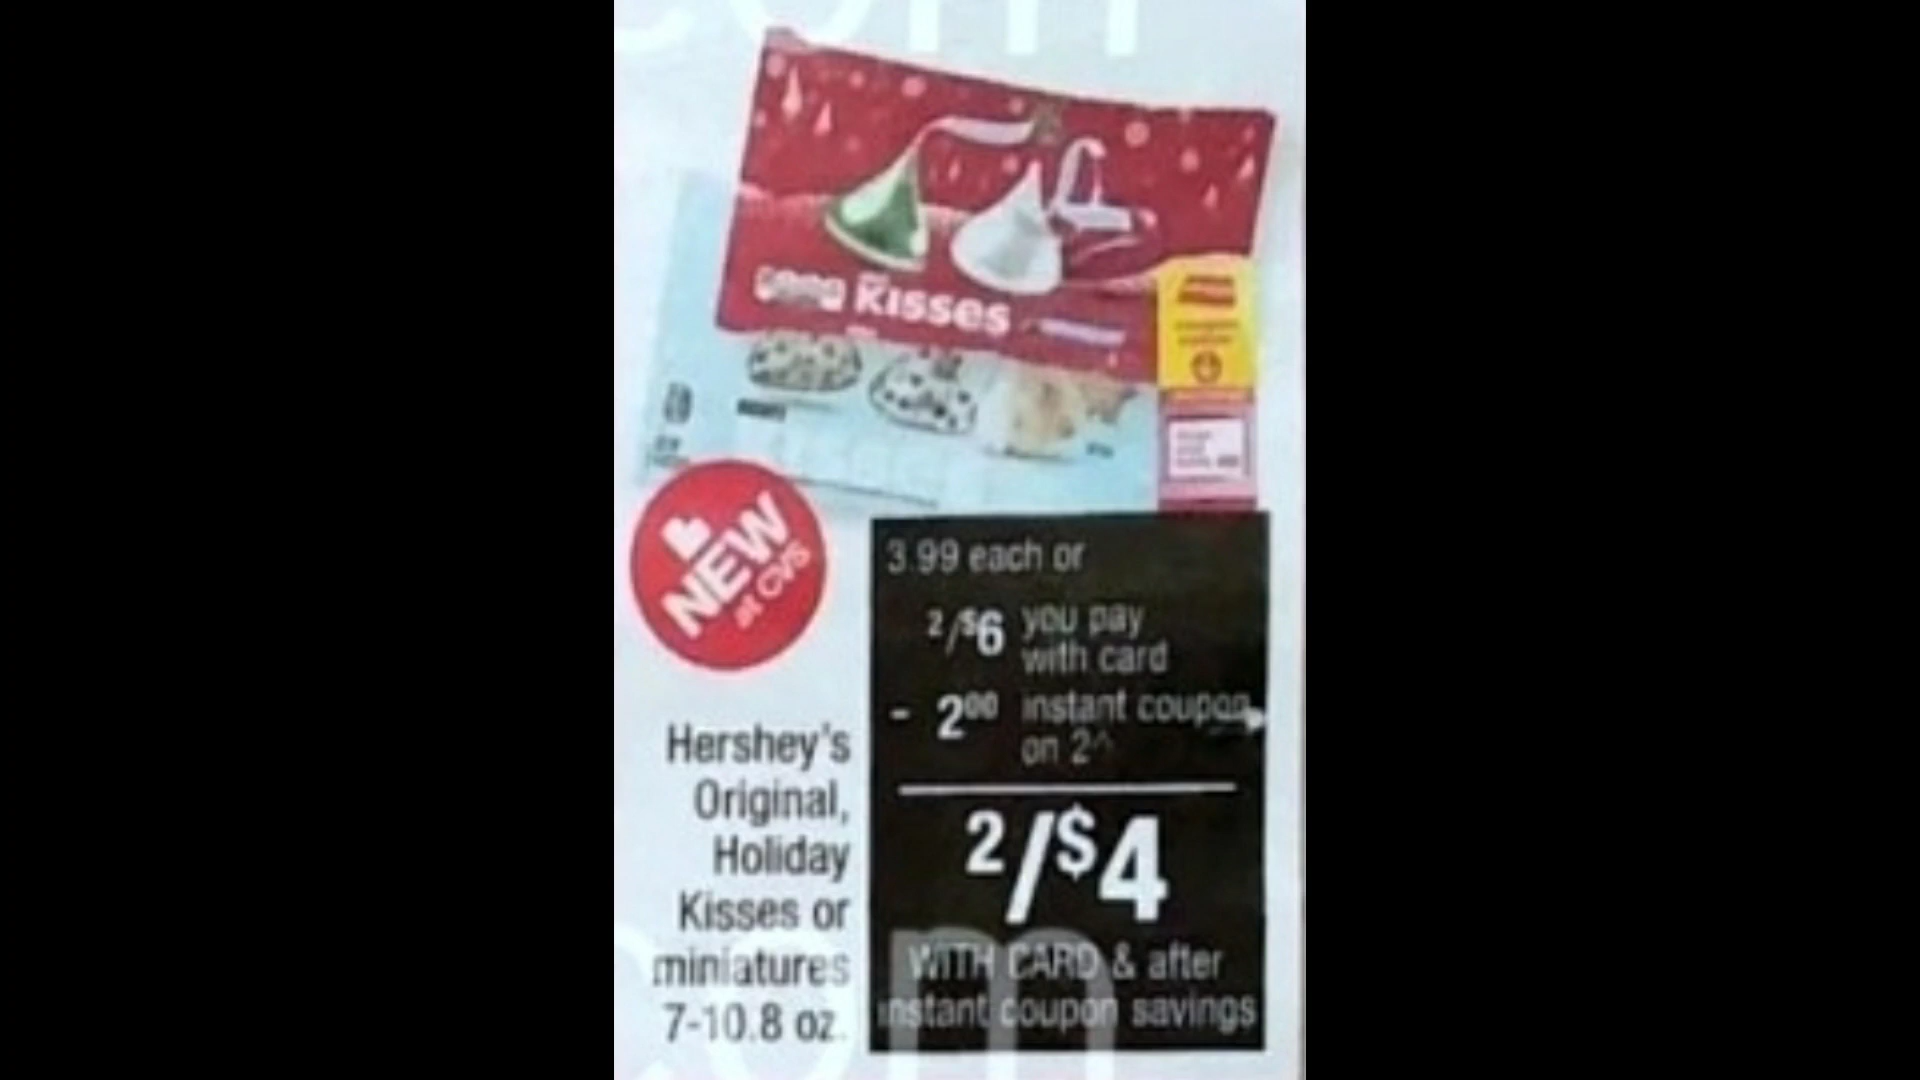 com
Kisses
NEW
at CVS
Hershey's
Original,
Holiday
Kisses or
miniatures
7-10.8 oz.
3.99 each or
2/$6 you pay
with card
- 2.00 instant coupon
on 2^
2/$4
WITH CARD & after
instant coupon savings
com